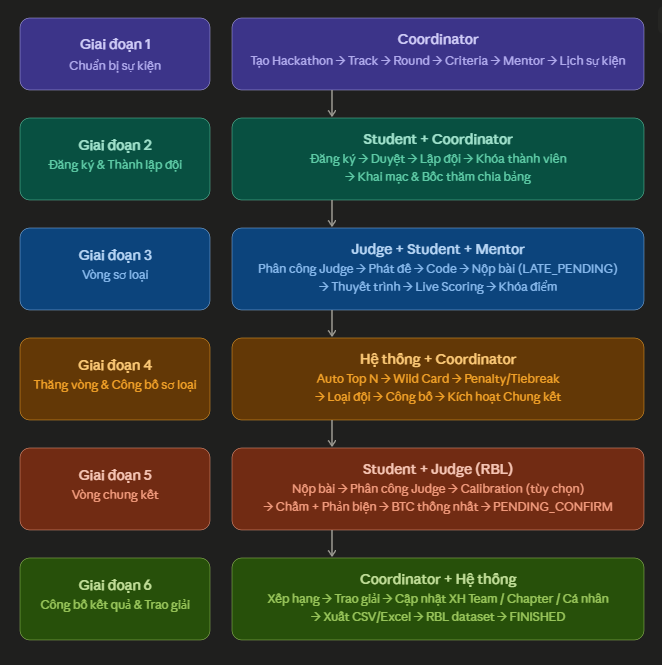 Giai đoạn 1
Chuẩn bị sự kiện
Coordinator
Tạo Hackathon → Track → Round → Criteria → Mentor → Lịch sự kiện
Giai đoạn 2
Đăng ký & Thành lập đội
Student + Coordinator
Đăng ký → Duyệt → Lập đội → Khóa thành viên
→ Khai mạc & Bốc thăm chia bảng
Giai đoạn 3
Vòng sơ loại
Judge + Student + Mentor
Phân công Judge → Phát đề → Code → Nộp bài (LATE_PENDING)
→ Thuyết trình → Live Scoring → Khóa điểm
Giai đoạn 4
Thăng vòng & Công bố sơ loại
Hệ thống + Coordinator
Auto Top N → Wild Card → Penalty/Tiebreak
→ Loại đội → Công bố → Kích hoạt Chung kết
Giai đoạn 5
Vòng chung kết
Student + Judge (RBL)
Nộp bài → Phân công Judge → Calibration (tùy chọn)
→ Chấm + Phản biện → BTC thống nhất → PENDING_CONFIRM
Giai đoạn 6
Công bố kết quả & Trao giải
Coordinator + Hệ thống
Xếp hạng → Trao giải → Cập nhật XH Team / Chapter / Cá nhân
→ Xuất CSV/Excel → RBL dataset → FINISHED